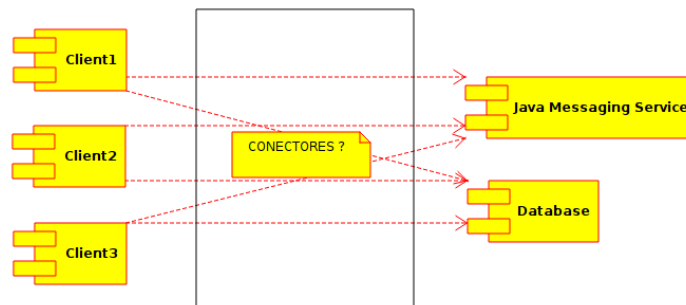 Client1
Java Messaging Service
CONECTORES ?
Client2
Database
Client3